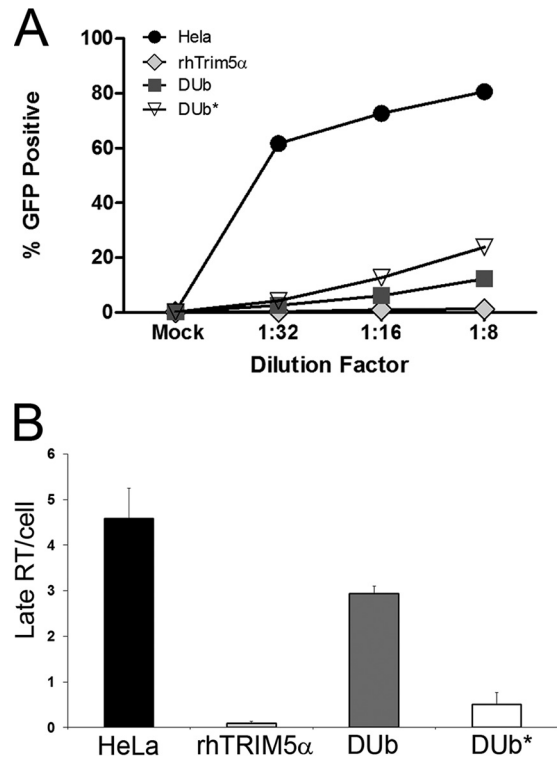 A
100
80
60
40
20
0
% GFP Positive
Hela
rhTrim5α
DUb
DUb*
Mock 1:32 1:16 1:8
Dilution Factor
B
6
5
4
3
2
1
0
Late RT/cell
HeLa rhTRIM5α DUb DUb*